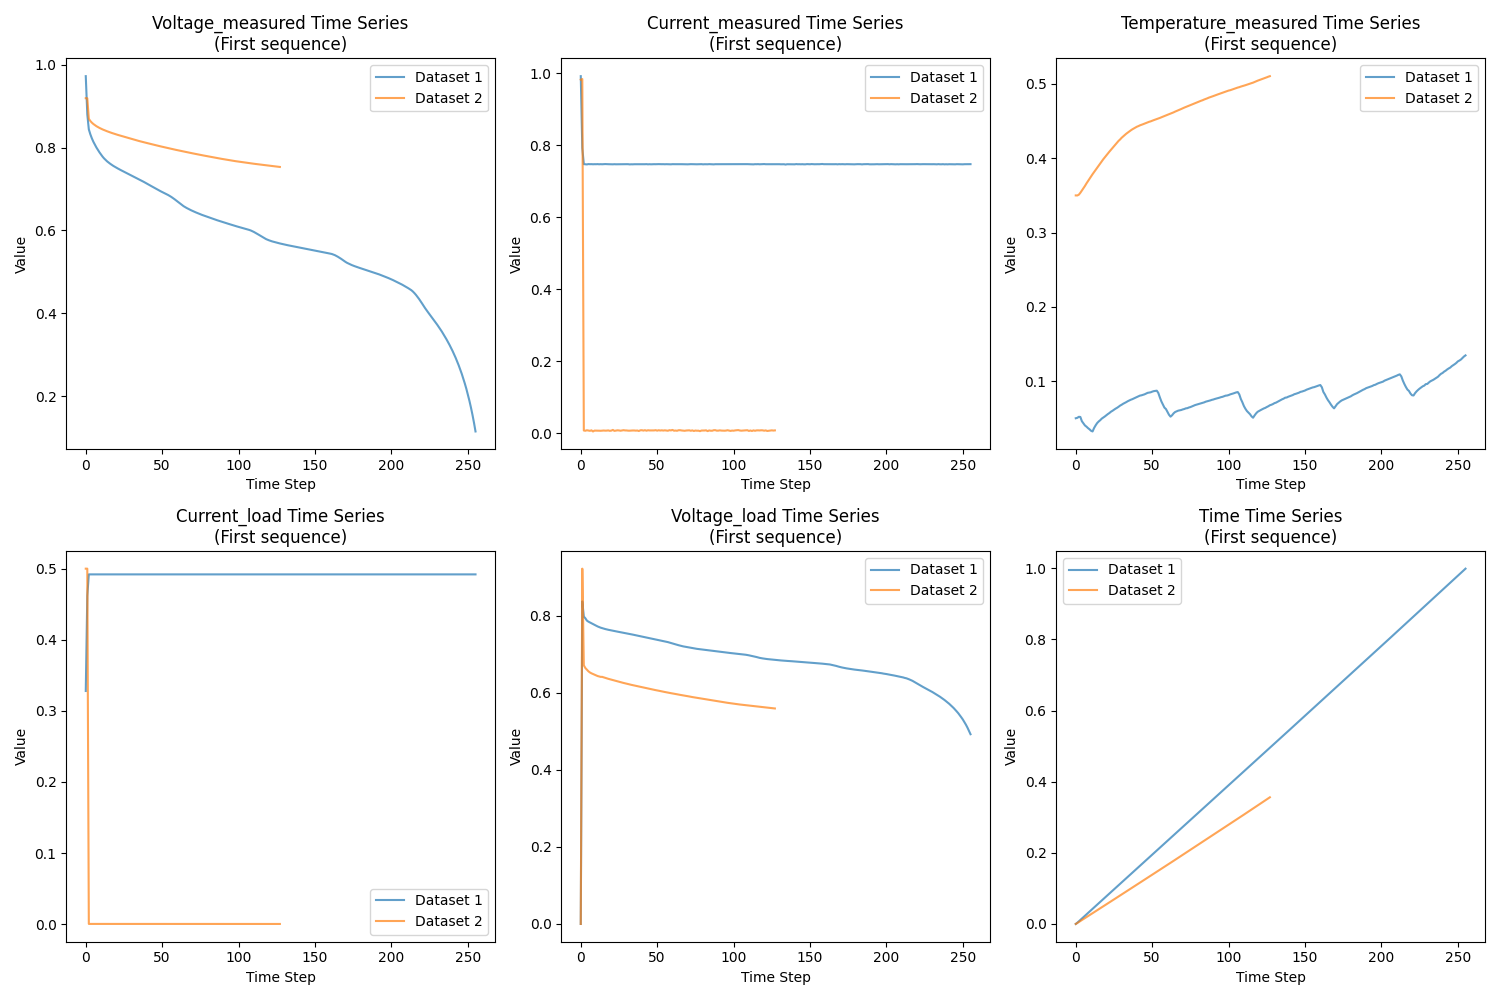 Voltage_measured Time Series
(First sequence)
Value
1.0
0.8
0.6
0.4
0.2
Dataset 1
Dataset 2
0 50 100 150 200 250
Time Step
Current_measured Time Series
(First sequence)
Value
1.0
0.8
0.6
0.4
0.2
0.0
Dataset 1
Dataset 2
0 50 100 150 200 250
Time Step
Temperature_measured Time Series
(First sequence)
Value
0.5
0.4
0.3
0.2
0.1
Dataset 1
Dataset 2
0 50 100 150 200 250
Time Step
Current_load Time Series
(First sequence)
Value
0.5
0.4
0.3
0.2
0.1
0.0
Dataset 1
Dataset 2
0 50 100 150 200 250
Time Step
Voltage_load Time Series
(First sequence)
Value
0.8
0.6
0.4
0.2
0.0
Dataset 1
Dataset 2
0 50 100 150 200 250
Time Step
Time Time Series
(First sequence)
Value
1.0
0.8
0.6
0.4
0.2
0.0
Dataset 1
Dataset 2
0 50 100 150 200 250
Time Step